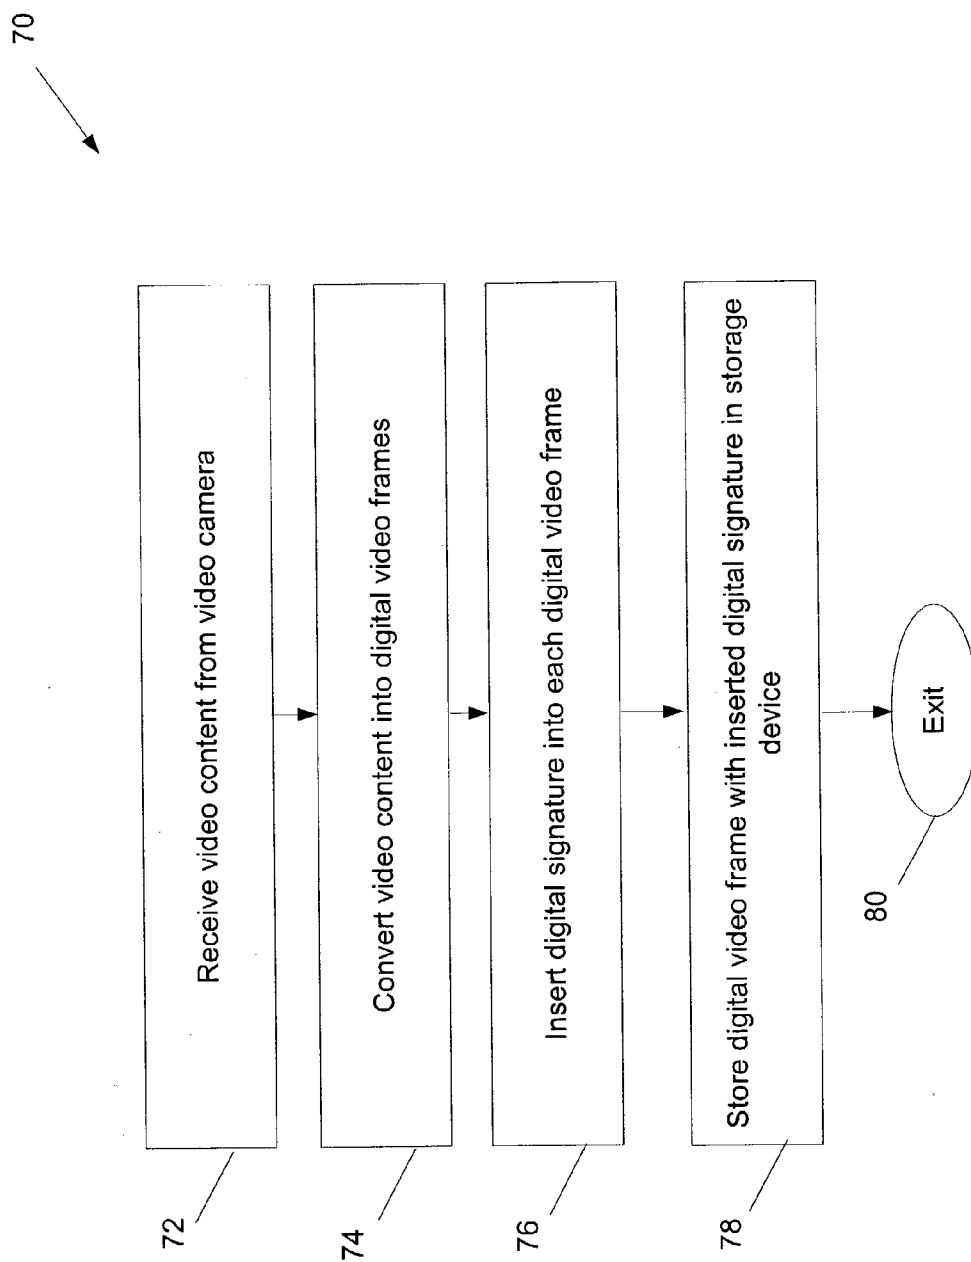 70
72
Receive video content from video camera
74
Convert video content into digital video frames
76
Insert digital signature into each digital video frame
78
Store digital video frame with inserted digital signature in storage
device
80
Exit